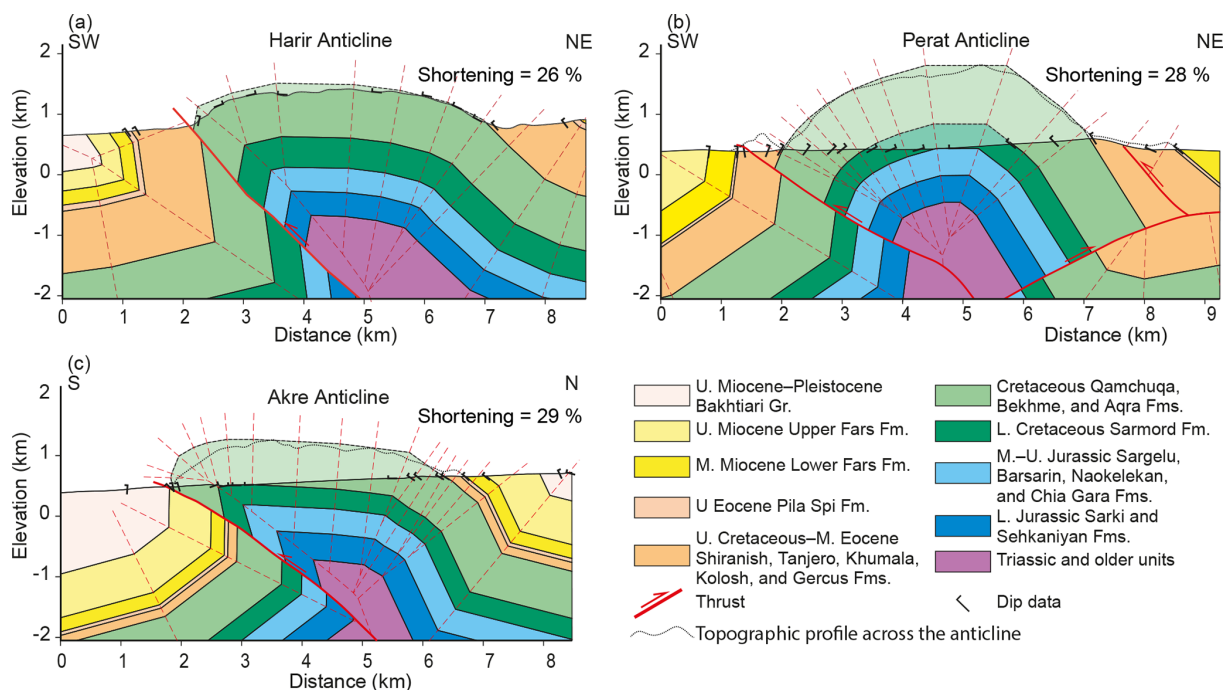 (a)
SW
Harir Anticline
NE
Shortening = 26 %
2
1
0
-1
-2
Elevation (km)
0 1 2 3 4 5 6 7 8
Distance (km)
(b)
SW
Perat Anticline
NE
Shortening = 28 %
2
1
0
-1
-2
Elevation (km)
0 1 2 3 4 5 6 7 8 9
Distance (km)
(c)
S
Akre Anticline
N
Shortening = 29 %
2
1
0
-1
-2
Elevation (km)
0 1 2 3 4 5 6 7 8
Distance (km)
U. Miocene–Pleistocene
Bakhtiari Gr.
U. Miocene Upper Fars Fm.
M. Miocene Lower Fars Fm.
U Eocene Pila Spi Fm.
U. Cretaceous–M. Eocene
Shiranish, Tanjero, Khumala,
Kolosh, and Gercus Fms.
Thrust
Topographic profile across the anticline
Cretaceous Qamchuqa,
Bekhme, and Aqra Fms.
L. Cretaceous Sarmord Fm.
M.–U. Jurassic Sargelu,
Barsarin, Naokelekan,
and Chia Gara Fms.
L. Jurassic Sarki and
Sehkaniyan Fms.
Triassic and older units
Dip data